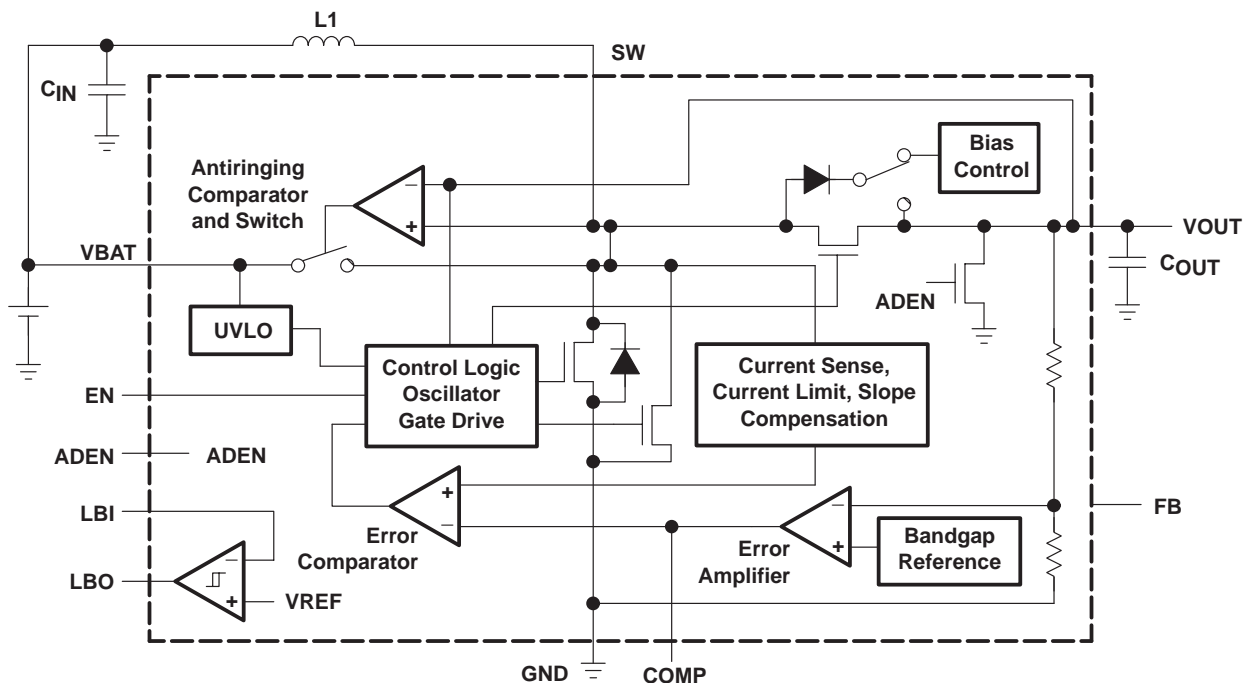 L1
SW
CIN
Antiringing
Comparator
and Switch
−
+
Bias
Control
VBAT
VOUT
COUT
ADEN
UVLO
Control Logic
Oscillator
Gate Drive
Current Sense,
Current Limit, Slope
Compensation
EN
ADEN
ADEN
LBI
LBO
−
+
VREF
Error
Comparator
+
−
Error
Amplifier
−
+
Bandgap
Reference
FB
GND
COMP